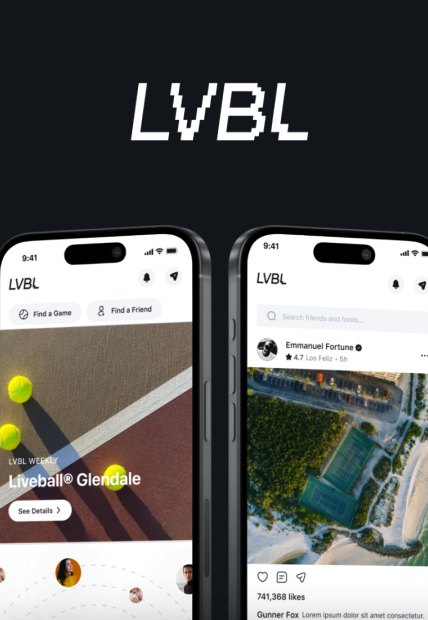 LVBL
9:41
LVBL
Find a Game
Find a Friend
LVBL WEEKLY
Liveball® Glendale
See Details
9:41
LVBL
Search friends and hosts...
Emmanuel Fortune
4.7 Los Feliz • 5h
741,368 likes
Gunner Fox Lorem ipsum dolor sit amet consectetur.